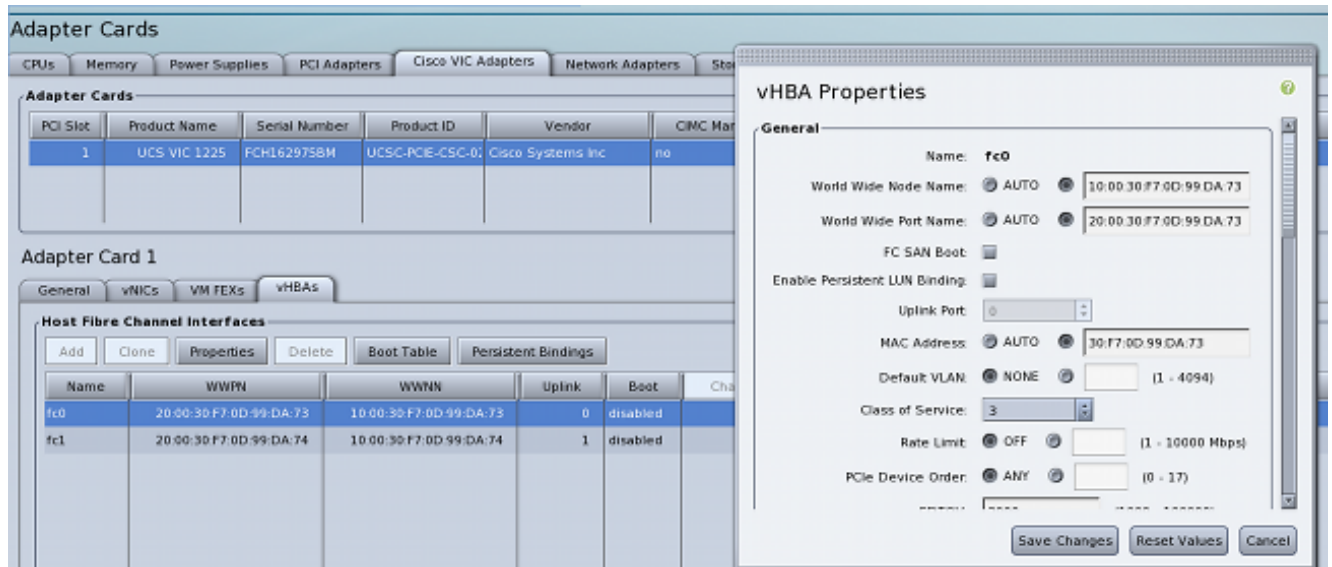 Adapter Cards
CPUs Memory Power Supplies PCI Adapters Cisco VIC Adapters Network Adapters
Adapter Cards
PCI Slot Product Name Serial Number Product ID Vendor CIMC Mar
1 UCS VIC 1225 FCH1629758M UCSC-PCIE-CSC-02 Cisco Systems Inc no
Adapter Card 1
General vNICs VM FEXs vHBAs
Host Fibre Channel Interfaces
Add Clone Properties Delete Boot Table Persistent Bindings
Name WWPN WWNN Uplink Boot Cha
fc0 20:00:30:F7:0D:99:DA:73 10:00:30:F7:0D:99:DA:73 0 disabled
fc1 20:00:30:F7:0D:99:DA:74 10:00:30:F7:0D:99:DA:74 1 disabled
vHBA Properties
General
Name: fc0
World Wide Node Name: AUTO 10:00:30:F7:0D:99:DA:73
World Wide Port Name: AUTO 20:00:30:F7:0D:99:DA:73
FC SAN Boot:
Enable Persistent LUN Binding:
Uplink Port: 0
MAC Address: AUTO 30:F7:0D:99:DA:73
Default VLAN: NONE (1 - 4094)
Class of Service: 3
Rate Limit: OFF (1 - 10000 Mbps)
PCIe Device Order: ANY (0 - 17)
Save Changes Reset Values Cancel